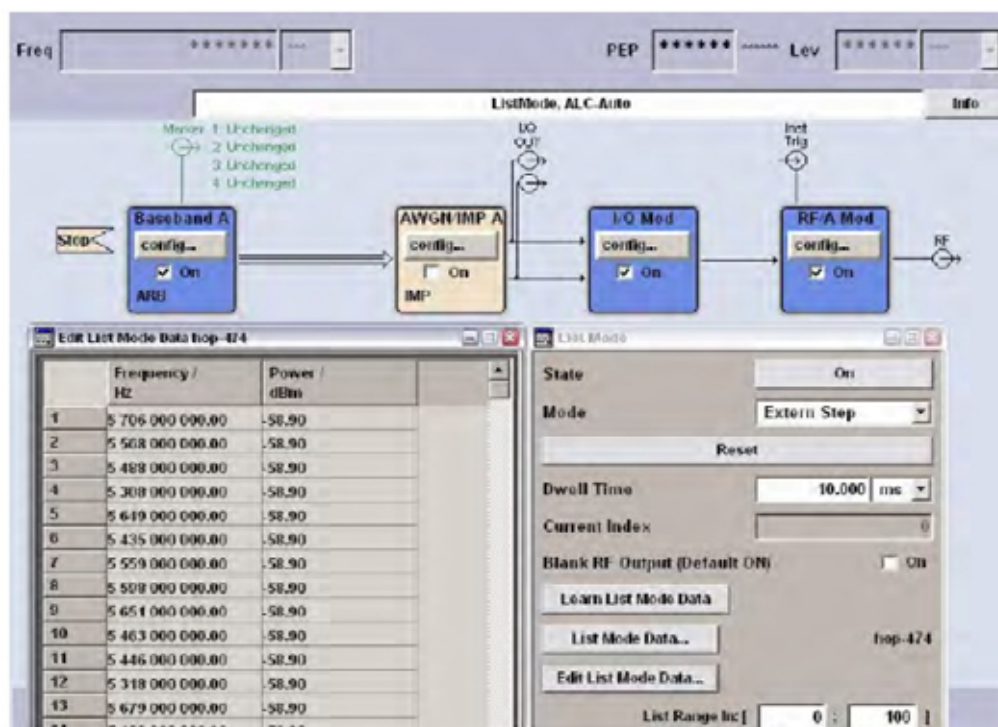 Freq ******* --- PEP ****** ----- Lev ****** ---
ListMode, ALC-Auto Info
Marker 1 Unchanged
2 Unchanged
3 Unchanged
4 Unchanged
I/Q
OUT
Inst
Trig
Stop
Baseband A
config...
On
ARB
AWGN/IMP A
config...
On
IMP
I/Q Mod
config...
On
RF/A Mod
config...
On
RF
Edit List Mode Data hop-474
Frequency / Power /
Hz dBm
1 5 706 000 000.00 -58.90
2 5 568 000 000.00 -58.90
3 5 488 000 000.00 -58.90
4 5 308 000 000.00 -58.90
5 5 649 000 000.00 -58.90
6 5 435 000 000.00 -58.90
7 5 559 000 000.00 -58.90
8 5 598 000 000.00 -58.90
9 5 651 000 000.00 -58.90
10 5 463 000 000.00 -58.90
11 5 446 000 000.00 -58.90
12 5 318 000 000.00 -58.90
13 5 679 000 000.00 -58.90
List Mode
State On
Mode Extern Step
Reset
Dwell Time 10.000 ms
Current Index 0
Blank RF Output (Default ON) On
Learn List Mode Data
List Mode Data... hop-474
Edit List Mode Data...
List Range In: [ 0 : 100 ]